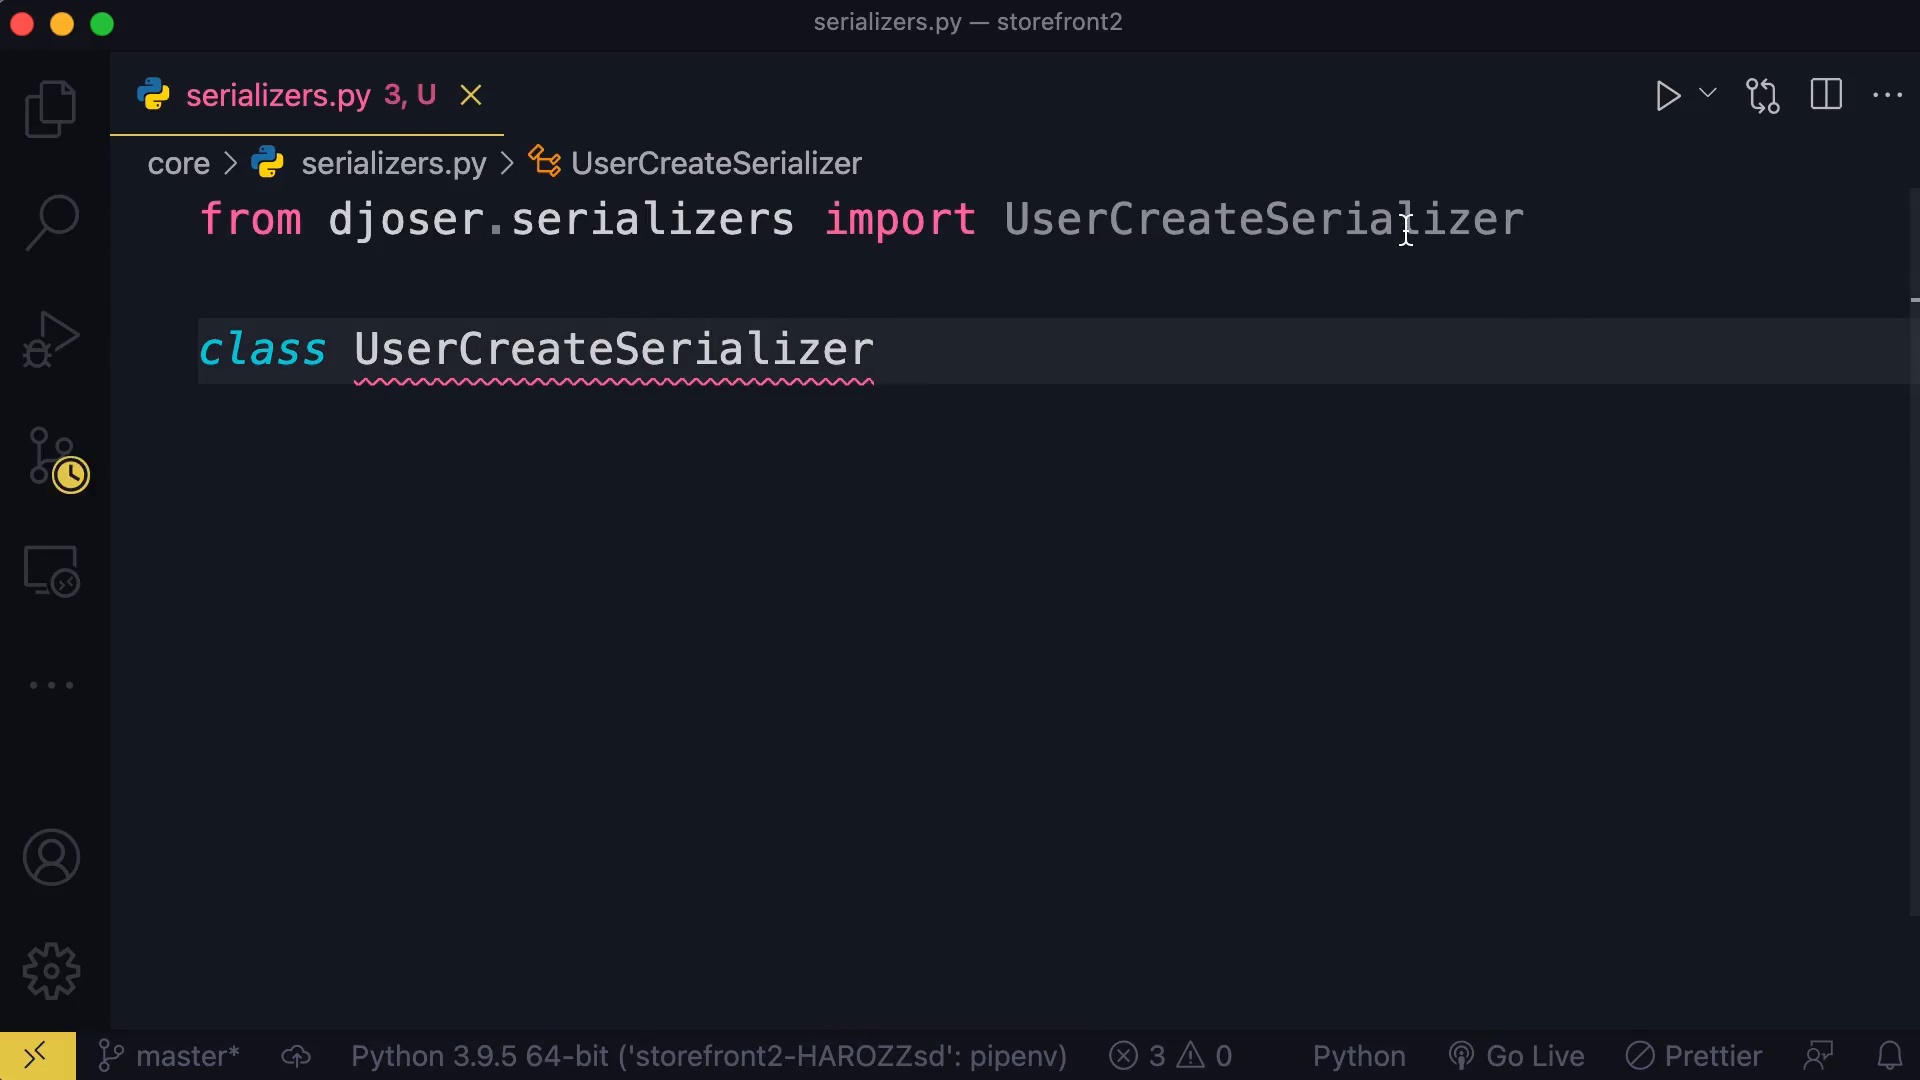 serializers.py — storefront2
serializers.py 3, U
core > serializers.py > UserCreateSerializer
from djoser.serializers import UserCreateSerializer
class UserCreateSerializer
master* Python 3.9.5 64-bit ('storefront2-HAROZZsd': pipenv) 3 0 Python Go Live Prettier